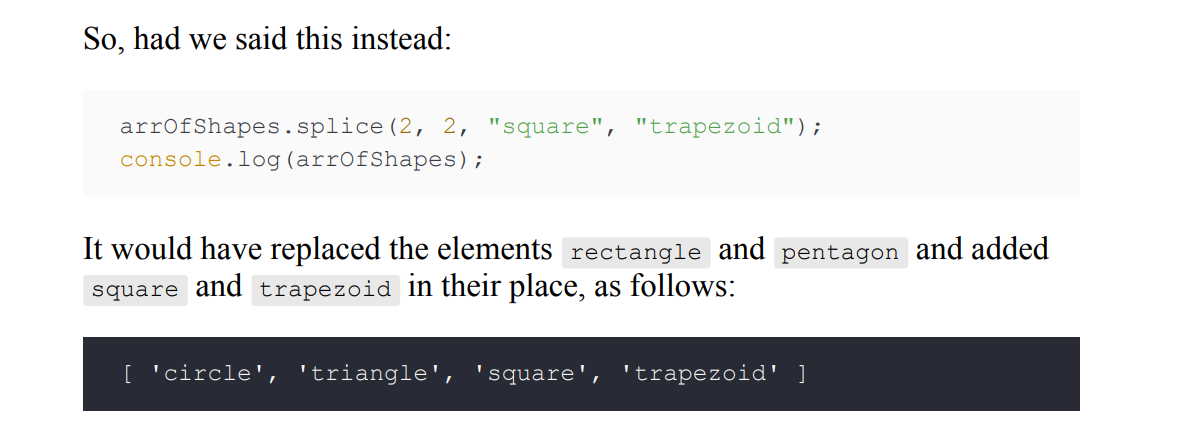 So, had we said this instead:
arrOfShapes.splice(2, 2, "square", "trapezoid");
console.log(arrOfShapes);
It would have replaced the elements rectangle and pentagon and added
square and trapezoid in their place, as follows:
[ 'circle', 'triangle', 'square', 'trapezoid' ]